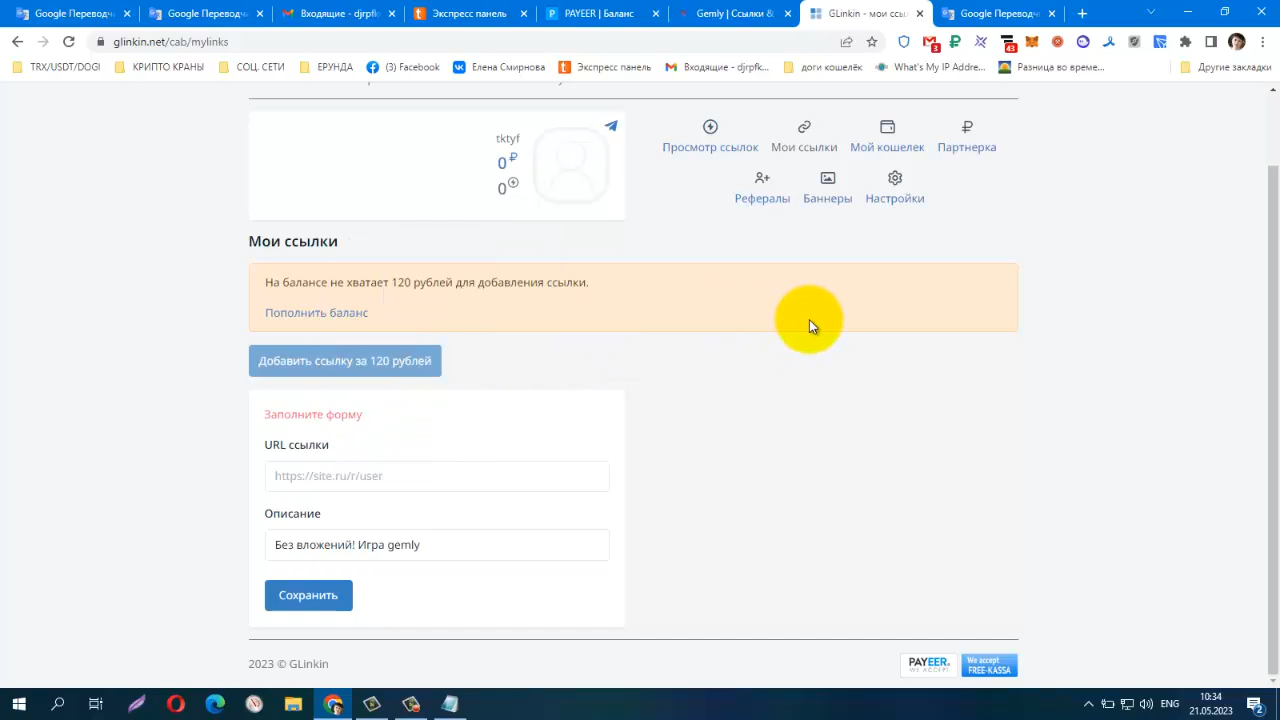 Google Переводч
Google Переводч
Входящие - djrpfk
Экспресс панель
PAYEER | Баланс
Gemly | Ссылки &
GLinkin - мои ссы
Google Переводч
glinkin.net/cab/mylinks
3
43
TRX/USDT/DOGI
КРИПТО КРАНЫ
СОЦ. СЕТИ
ЕРУНДА
(3) Facebook
Елена Смирнова
Экспресс панель
Входящие - djrpfk...
доги кошелёк
What's My IP Addre...
Разница во време...
Другие закладки
tktyf
0 ₽
0
Просмотр ссылок
Мои ссылки
Мой кошелек
Партнерка
Рефералы
Баннеры
Настройки
Мои ссылки
На балансе не хватает 120 рублей для добавления ссылки.
Пополнить баланс
Добавить ссылку за 120 рублей
Заполните форму
URL ссылки
https://site.ru/r/user
Описание
Без вложений! Игра gemly
Сохранить
2023 © GLinkin
PAYEER
WE ACCEPT
We accept
FREE-KASSA
ENG
10:34
21.05.2023
2